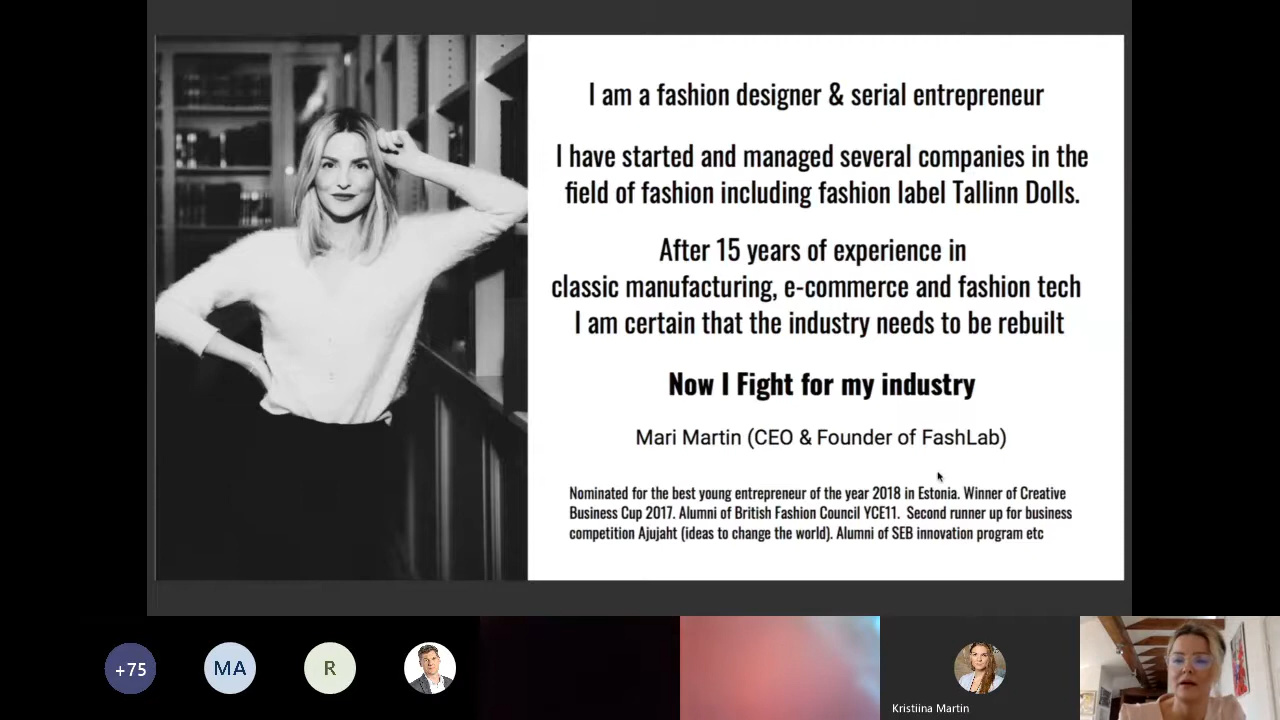 I am a fashion designer & serial entrepreneur
I have started and managed several companies in the
field of fashion including fashion label Tallinn Dolls.
After 15 years of experience in
classic manufacturing, e-commerce and fashion tech
I am certain that the industry needs to be rebuilt
Now I Fight for my industry
Mari Martin (CEO & Founder of FashLab)
Nominated for the best young entrepreneur of the year 2018 in Estonia. Winner of Creative
Business Cup 2017. Alumni of British Fashion Council YCE11. Second runner up for business
competition Ajujaht (ideas to change the world). Alumni of SEB innovation program etc
+75
MA
R
Kristiina Martin